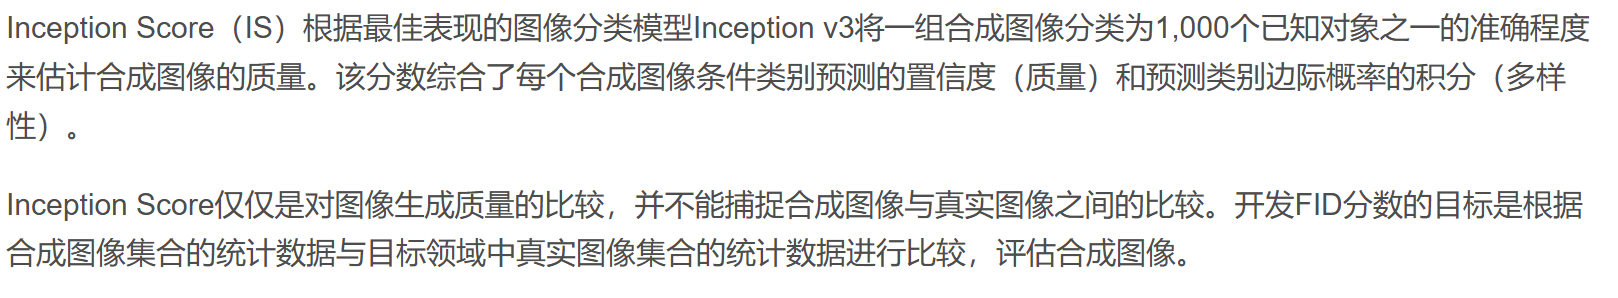 Inception Score（IS）根据最佳表现的图像分类模型Inception v3将一组合成图像分类为1,000个已知对象之一的准确程度
来估计合成图像的质量。该分数综合了每个合成图像条件类别预测的置信度（质量）和预测类别边际概率的积分（多样
性）。
Inception Score仅仅是对图像生成质量的比较，并不能捕捉合成图像与真实图像之间的比较。开发FID分数的目标是根据
合成图像集合的统计数据与目标领域中真实图像集合的统计数据进行比较，评估合成图像。